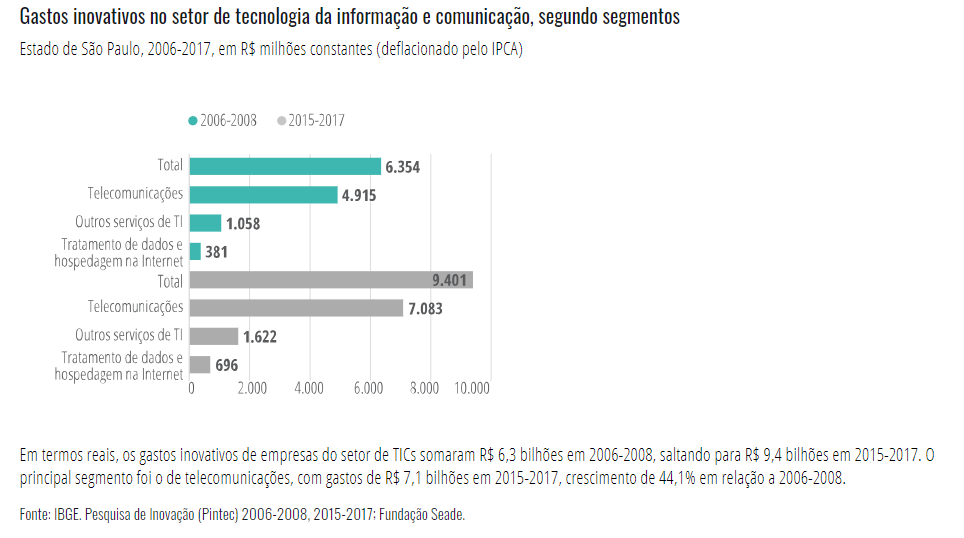 Gastos inovativos no setor de tecnologia da informação e comunicação, segundo segmentos
Estado de São Paulo, 2006-2017, em R$ milhões constantes (deflacionado pelo IPCA)
2006-2008 2015-2017
Total 6.354
Telecomunicações 4.915
Outros serviços de TI 1.058
Tratamento de dados e
hospedagem na Internet 381
Total 9.401
Telecomunicações 7.083
Outros serviços de TI 1.622
Tratamento de dados e
hospedagem na Internet 696
0 2.000 4.000 6.000 8.000 10.000
Em termos reais, os gastos inovativos de empresas do setor de TICs somaram R$ 6,3 bilhões em 2006-2008, saltando para R$ 9,4 bilhões em 2015-2017. O
principal segmento foi o de telecomunicações, com gastos de R$ 7,1 bilhões em 2015-2017, crescimento de 44,1% em relação a 2006-2008.
Fonte: IBGE. Pesquisa de Inovação (Pintec) 2006-2008, 2015-2017; Fundação Seade.